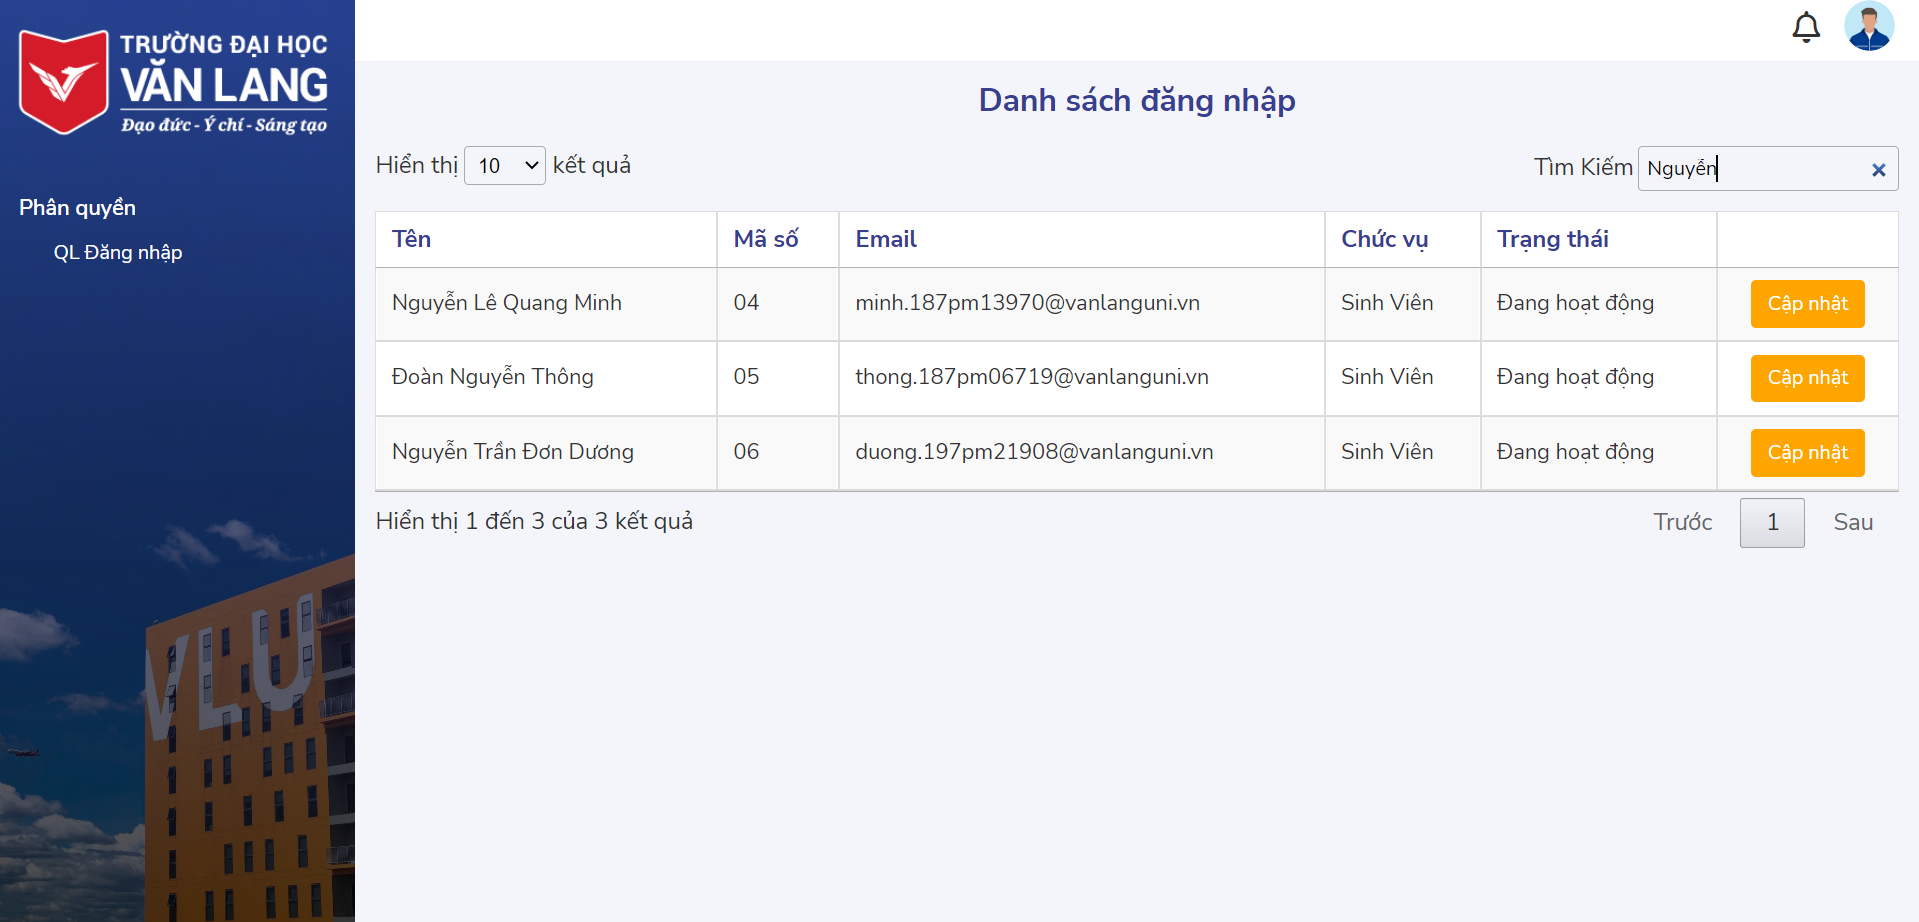 TRƯỜNG ĐẠI HỌC
VĂN LANG
Đạo đức - Ý chí - Sáng tạo
Phân quyền
QL Đăng nhập
VLU
Danh sách đăng nhập
Hiển thị 10 kết quả
Tìm Kiếm Nguyễn
Tên Mã số Email Chức vụ Trạng thái
Nguyễn Lê Quang Minh 04 minh.187pm13970@vanlanguni.vn Sinh Viên Đang hoạt động Cập nhật
Đoàn Nguyễn Thông 05 thong.187pm06719@vanlanguni.vn Sinh Viên Đang hoạt động Cập nhật
Nguyễn Trần Đơn Dương 06 duong.197pm21908@vanlanguni.vn Sinh Viên Đang hoạt động Cập nhật
Hiển thị 1 đến 3 của 3 kết quả
Trước 1 Sau